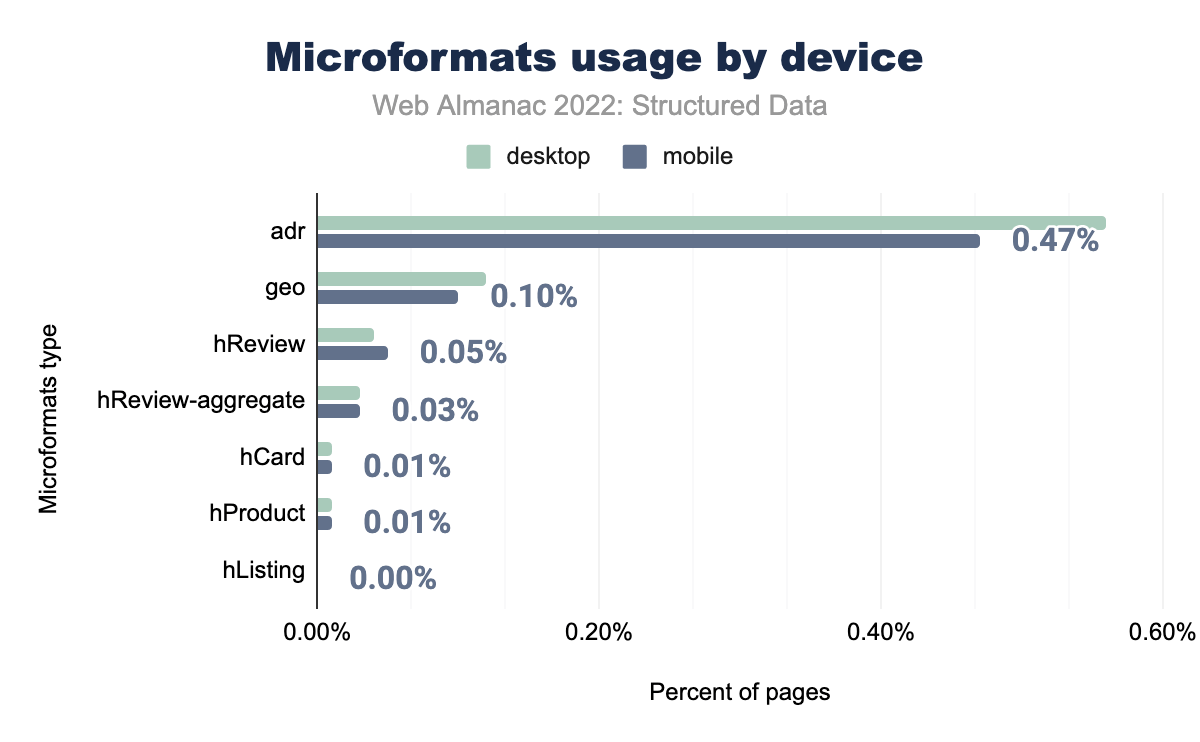 Microformats usage by device
Web Almanac 2022: Structured Data
desktop mobile
Microformats type
adr 0.47%
geo 0.10%
hReview 0.05%
hReview-aggregate 0.03%
hCard 0.01%
hProduct 0.01%
hListing 0.00%
0.00% 0.20% 0.40% 0.60%
Percent of pages